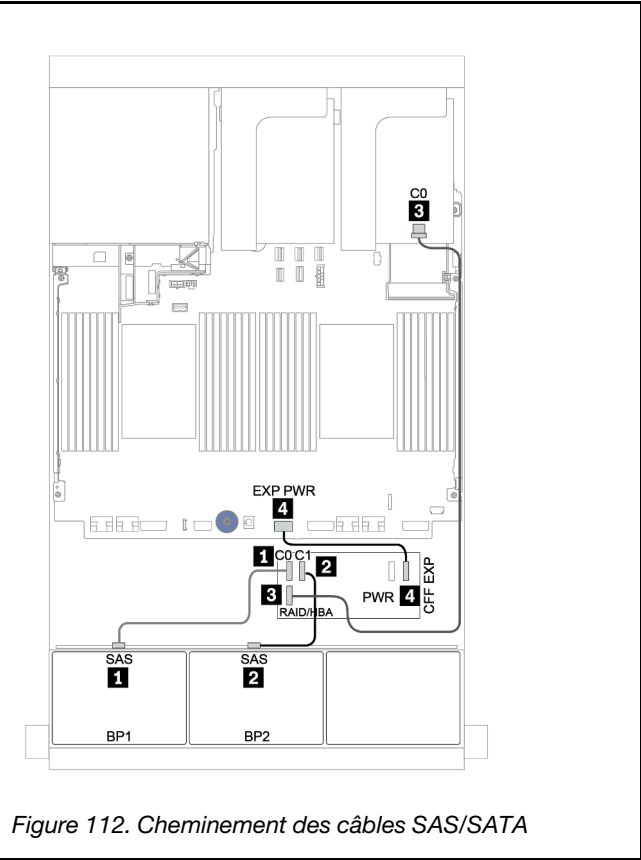 C0
3
EXP PWR
4
1 C0 C1 2
3 PWR 4
RAID/HBA
CFF EXP
SAS SAS
1 2
BP1 BP2
Figure 112. Cheminement des câbles SAS/SATA